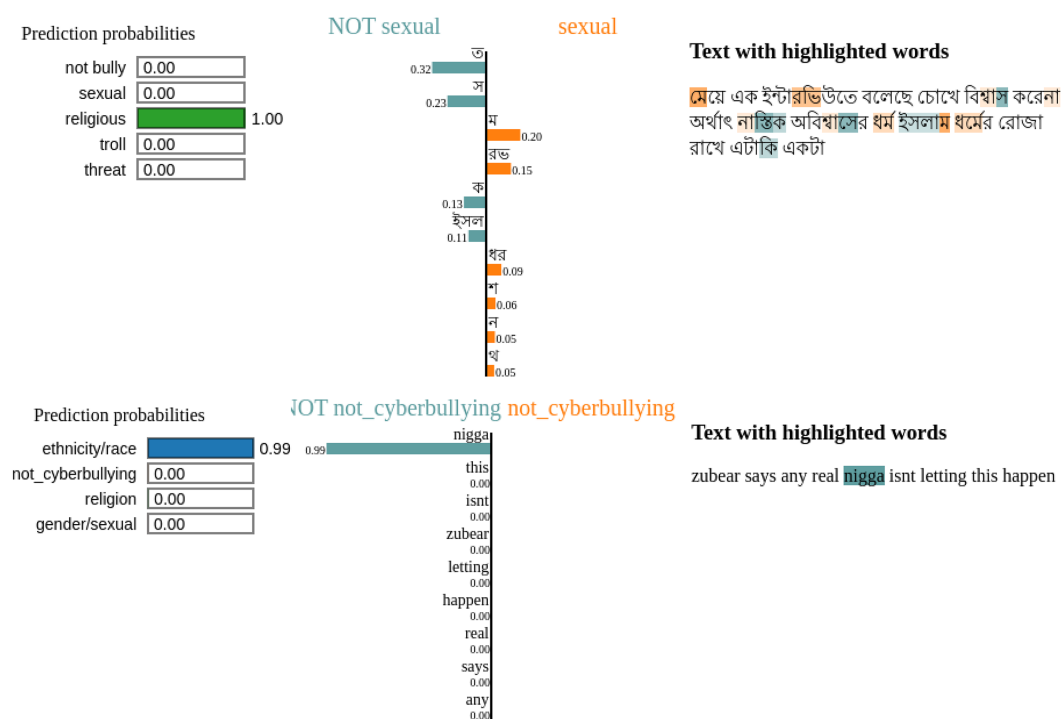 Prediction probabilities
not bully 0.00
sexual 0.00
religious 1.00
troll 0.00
threat 0.00
NOT sexual sexual
ত
0.32
স
0.23
ম
0.20
রভ
0.15
ক
0.13
ইসল
0.11
ধর
0.09
শ
0.06
ন
0.05
থ
0.05
Text with highlighted words
মেয়ে এক ইন্টারভিউতে বলেছে চোখে বিশ্বাস করেনা
অর্থাৎ নাস্তিক অবিশ্বাসের ধর্ম ইসলাম ধর্মের রোজা
রাখে এটাকি একটা
Prediction probabilities
ethnicity/race 0.99
not_cyberbullying 0.00
religion 0.00
gender/sexual 0.00
NOT not_cyberbullying not_cyberbullying
nigga
0.99
this
0.00
isnt
0.00
zubear
0.00
letting
0.00
happen
0.00
real
0.00
says
0.00
any
0.00
Text with highlighted words
zubear says any real nigga isnt letting this happen